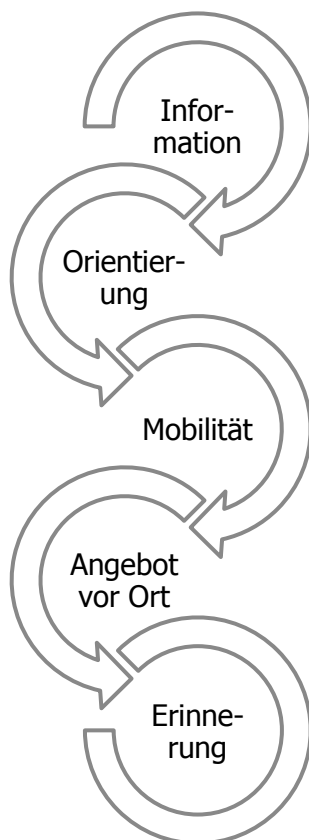 Infor-
mation
Orientier-
ung
Mobilität
Angebot
vor Ort
Erinne-
rung